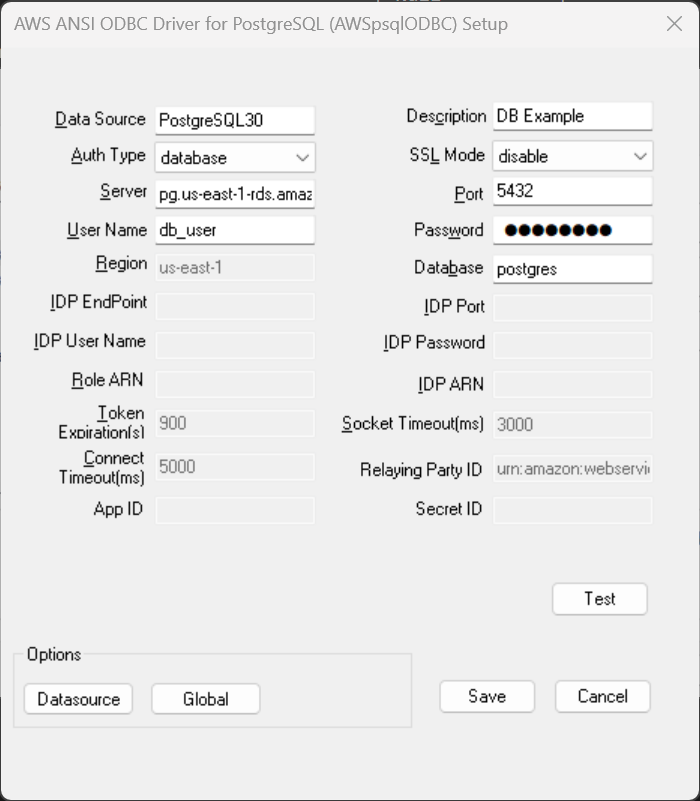 AWS ANSI ODBC Driver for PostgreSQL (AWSpsqlODBC) Setup
Data Source PostgreSQL30 Description DB Example
Auth Type database SSL Mode disable
Server pg.us-east-1-rds.amaz Port 5432
User Name db_user Password ●●●●●●●●
Region us-east-1 Database postgres
IDP EndPoint IDP Port
IDP User Name IDP Password
Role ARN IDP ARN
Token
Expiration(s) 900 Socket Timeout(ms) 3000
Connect
Timeout(ms) 5000 Relaying Party ID urn:amazon:webservi
App ID Secret ID
Test
Options
Datasource Global Save Cancel